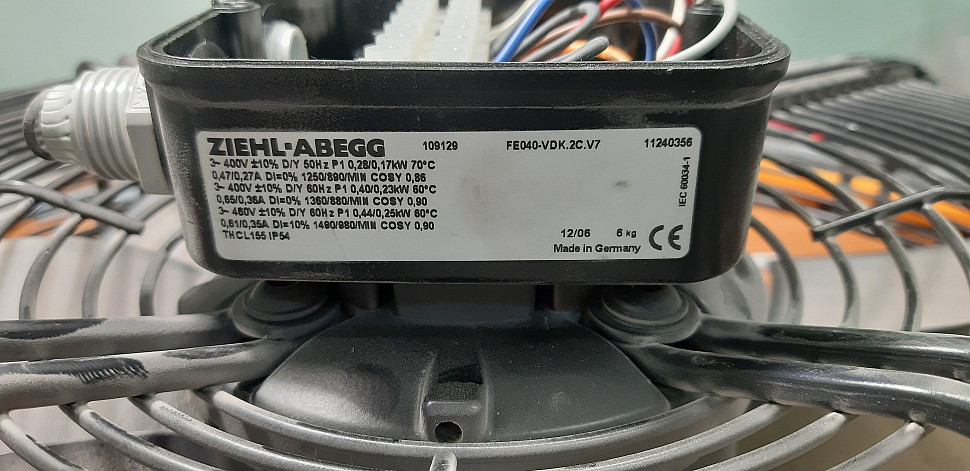 ZIEHL-ABEGG 109129 FE040-VDK.2C.V7 11240356
3~ 400V ±10% D/Y 50Hz P1 0,28/0,17kW 70°C
0,47/0,27A DI=0% 1250/890/MIN COSY 0,86
3~ 400V ±10% D/Y 60Hz P1 0,40/0,23kW 60°C
0,65/0,36A DI=0% 1360/880/MIN COSY 0,90
3~ 460V ±10% D/Y 60Hz P1 0,44/0,25kW 60°C
0,61/0,35A DI=10% 1490/980/MIN COSY 0,90
THCL155 IP54
12/06 6 kg CE
Made in Germany
IEC 60034-1